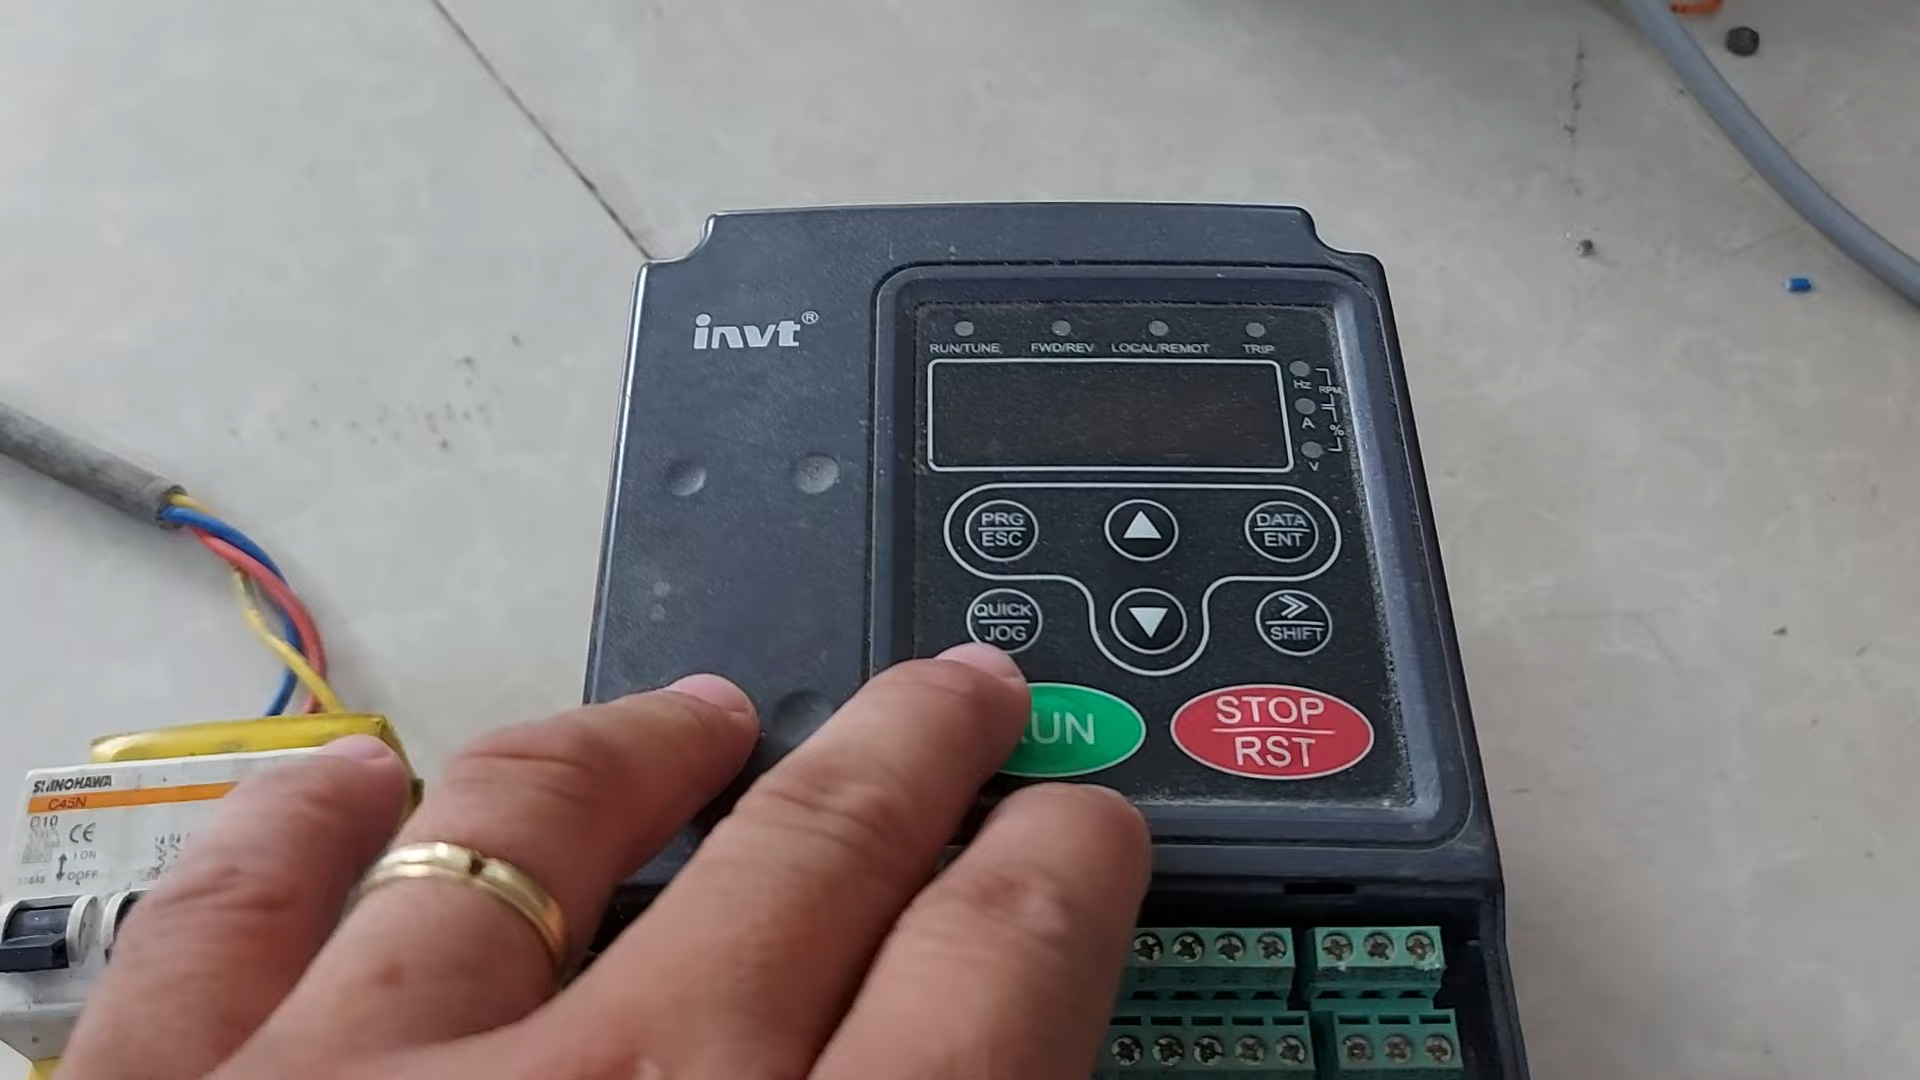 invt®
RUN/TUNE FWD/REV LOCAL/REMOT TRIP
Hz
RPM
A
%
V
PRG
ESC
DATA
ENT
QUICK
JOG
SHIFT
RUN
STOP
RST
SHINOHAWA
C45N
C10
CE
I ON
O OFF